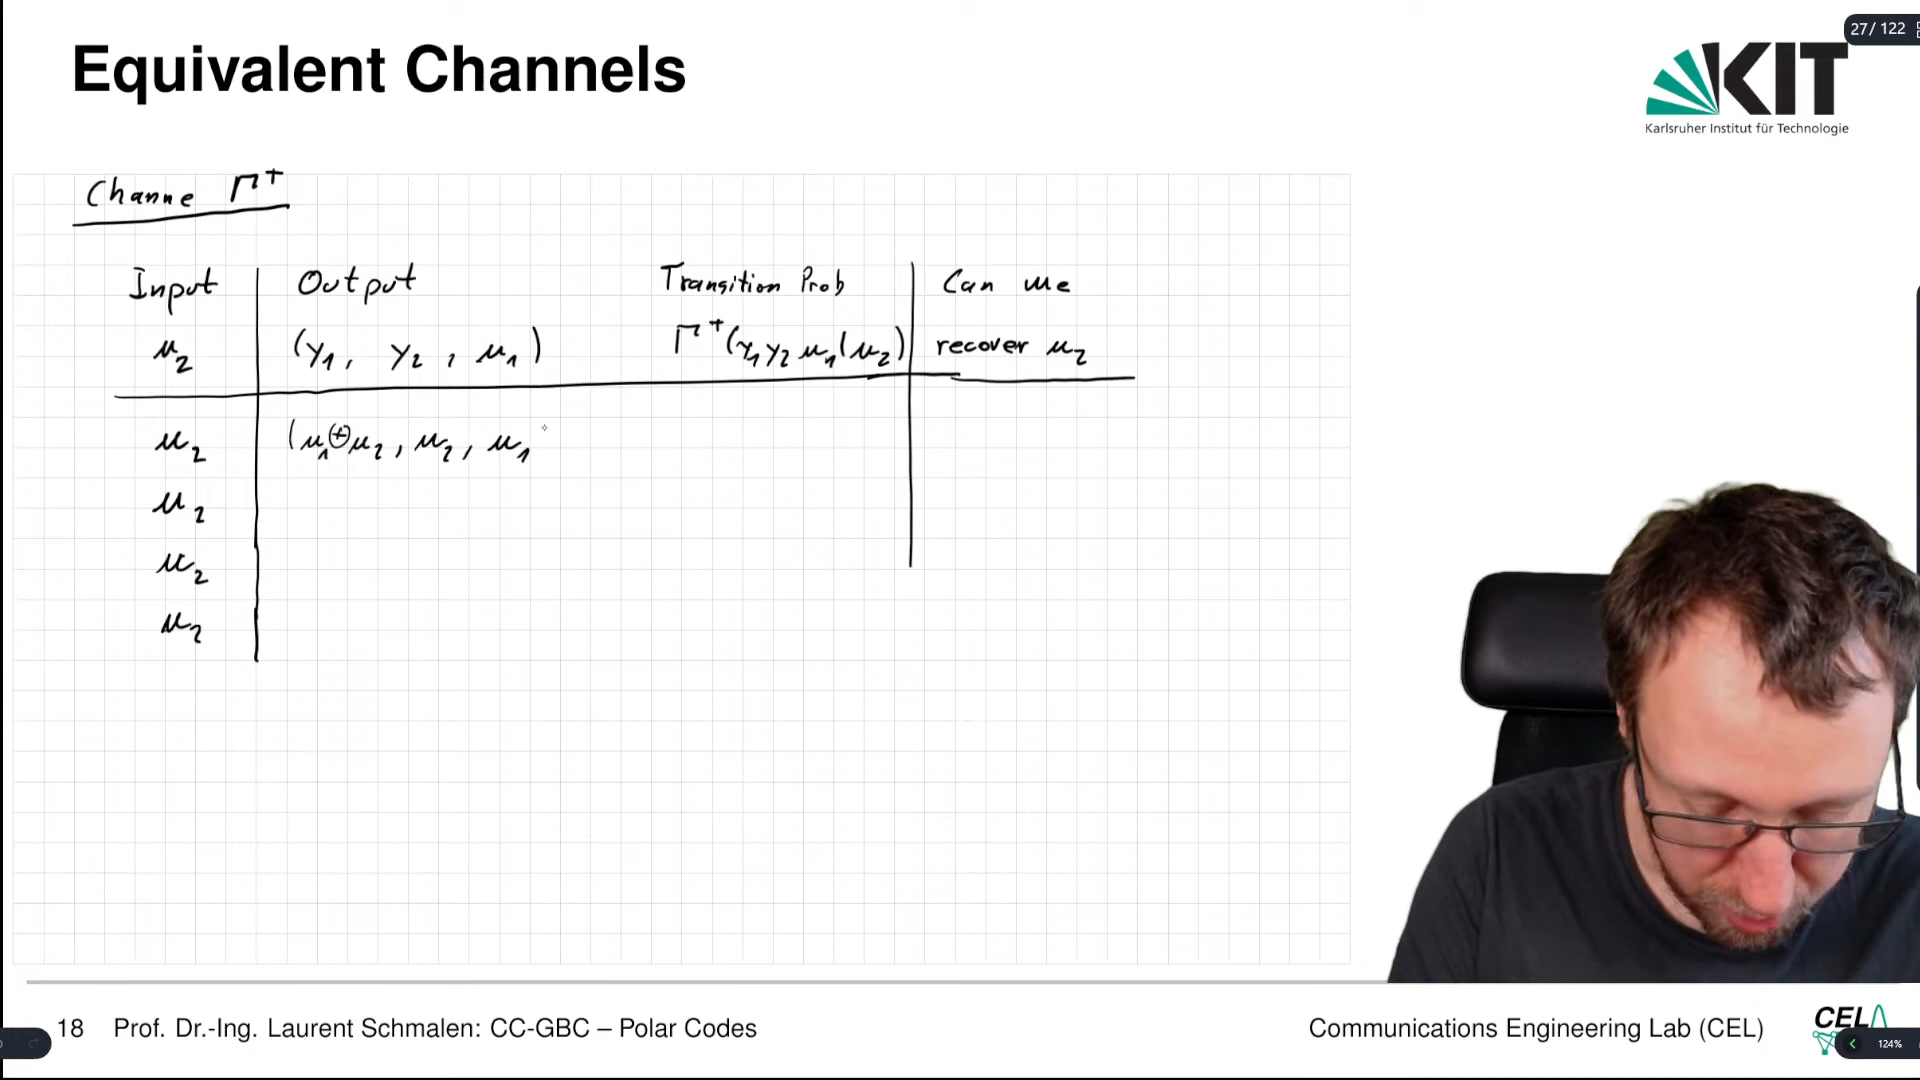 27/ 122
Equivalent Channels
KIT
Karlsruher Institut für Technologie
Channe Γ⁺
Input | Output Transition Prob | Can we
u₂ | (y₁, y₂, u₁) Γ⁺(y₁y₂u₁|u₂) | recover u₂
u₂ | (u₁⊕u₂, u₂, u₁
u₂
u₂
u₂
18 Prof. Dr.-Ing. Laurent Schmalen: CC-GBC – Polar Codes Communications Engineering Lab (CEL) CEL
124%